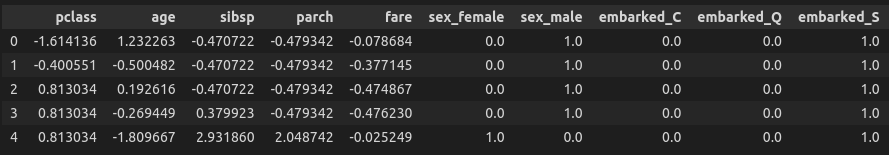 pclass age sibsp parch fare sex_female sex_male embarked_C embarked_Q embarked_S
0 -1.614136 1.232263 -0.470722 -0.479342 -0.078684 0.0 1.0 0.0 0.0 1.0
1 -0.400551 -0.500482 -0.470722 -0.479342 -0.377145 0.0 1.0 0.0 0.0 1.0
2 0.813034 0.192616 -0.470722 -0.479342 -0.474867 0.0 1.0 0.0 0.0 1.0
3 0.813034 -0.269449 0.379923 -0.479342 -0.476230 0.0 1.0 0.0 0.0 1.0
4 0.813034 -1.809667 2.931860 2.048742 -0.025249 1.0 0.0 0.0 0.0 1.0